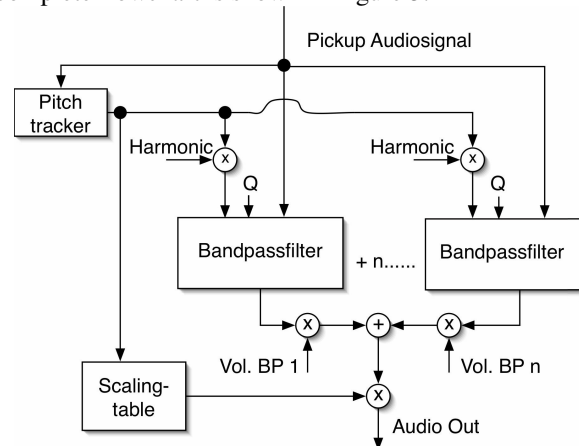 Pickup Audiosignal
Pitch
tracker
Harmonic
x
Harmonic
x
Q
Q
Bandpassfilter
+ n......
Bandpassfilter
x
+
x
Vol. BP 1
Vol. BP n
Scaling-
table
x
Audio Out